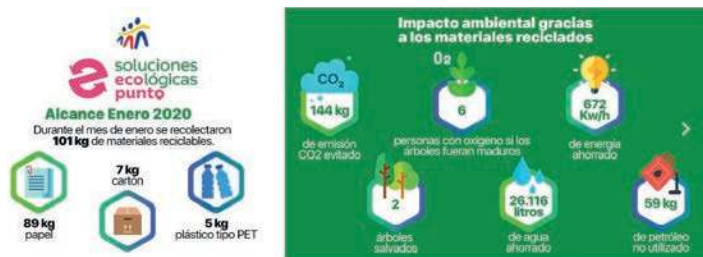 soluciones
ecológicas
punto
Alcance Enero 2020
Durante el mes de enero se recolectaron
101 kg de materiales reciclables.
89 kg
papel
7 kg
cartón
5 kg
plástico tipo PET
Impacto ambiental gracias
a los materiales reciclados
CO₂
144 kg
de emisión
CO2 evitado
O₂
6
personas con oxígeno si los
árboles fueran maduros
672
Kw/h
de energía
ahorrado
2
árboles
salvados
26.116
litros
de agua
ahorrado
59 kg
de petróleo
no utilizado